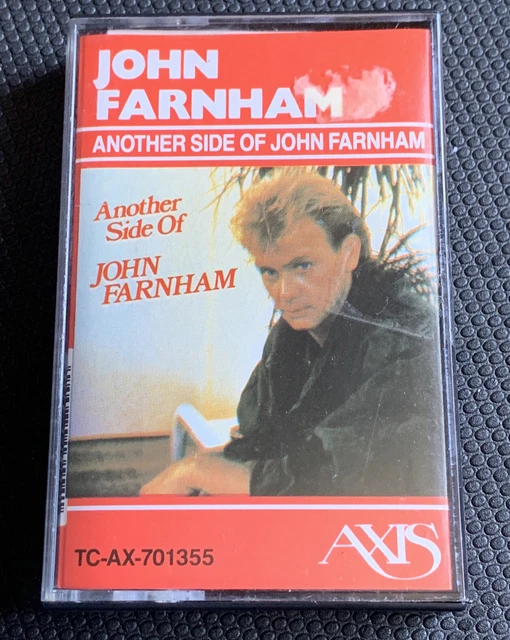 JOHN
FARNHAM
ANOTHER SIDE OF JOHN FARNHAM
Another
Side Of
JOHN
FARNHAM
TC-AX-701355
AXIS